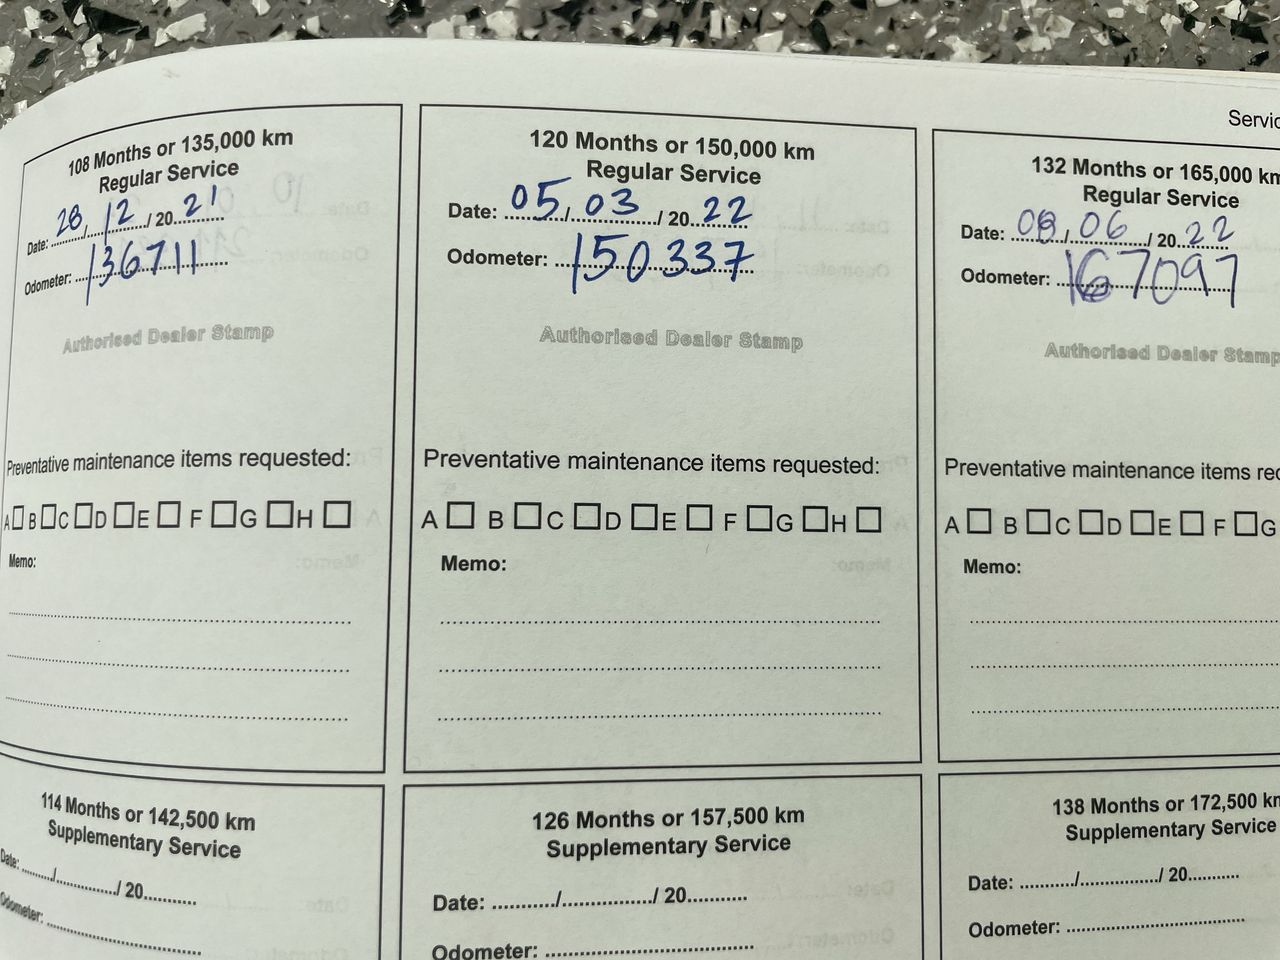 Servic
108 Months or 135,000 km
Regular Service
Date: 28/12/2021
Odometer: 136711
Authorised Dealer Stamp
Preventative maintenance items requested:
A B C D E F G H
Memo:
120 Months or 150,000 km
Regular Service
Date: 05/03/2022
Odometer: 150337
Authorised Dealer Stamp
Preventative maintenance items requested:
A B C D E F G H
Memo:
132 Months or 165,000 km
Regular Service
Date: 08/06/2022
Odometer: 167097
Authorised Dealer Stamp
Preventative maintenance items req
A B C D E F G
Memo:
114 Months or 142,500 km
Supplementary Service
Date: / / 20
Odometer:
126 Months or 157,500 km
Supplementary Service
Date: / / 20
Odometer:
138 Months or 172,500 km
Supplementary Service
Date: / / 20
Odometer: